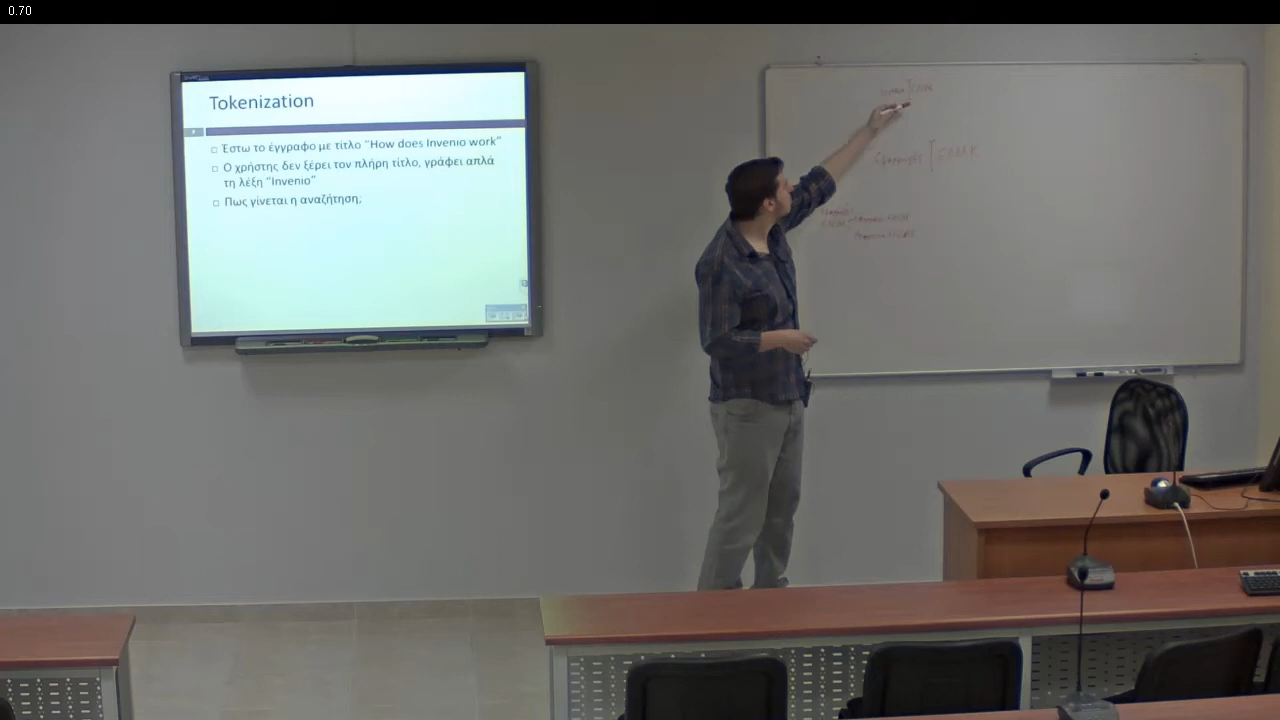 0.70
Tokenization
Έστω το έγγραφο με τίτλο “How does Invenio work”
Ο χρήστης δεν ξέρει τον πλήρη τίτλο, γράφει απλά
τη λέξη “Invenio”
Πως γίνεται η αναζήτηση;